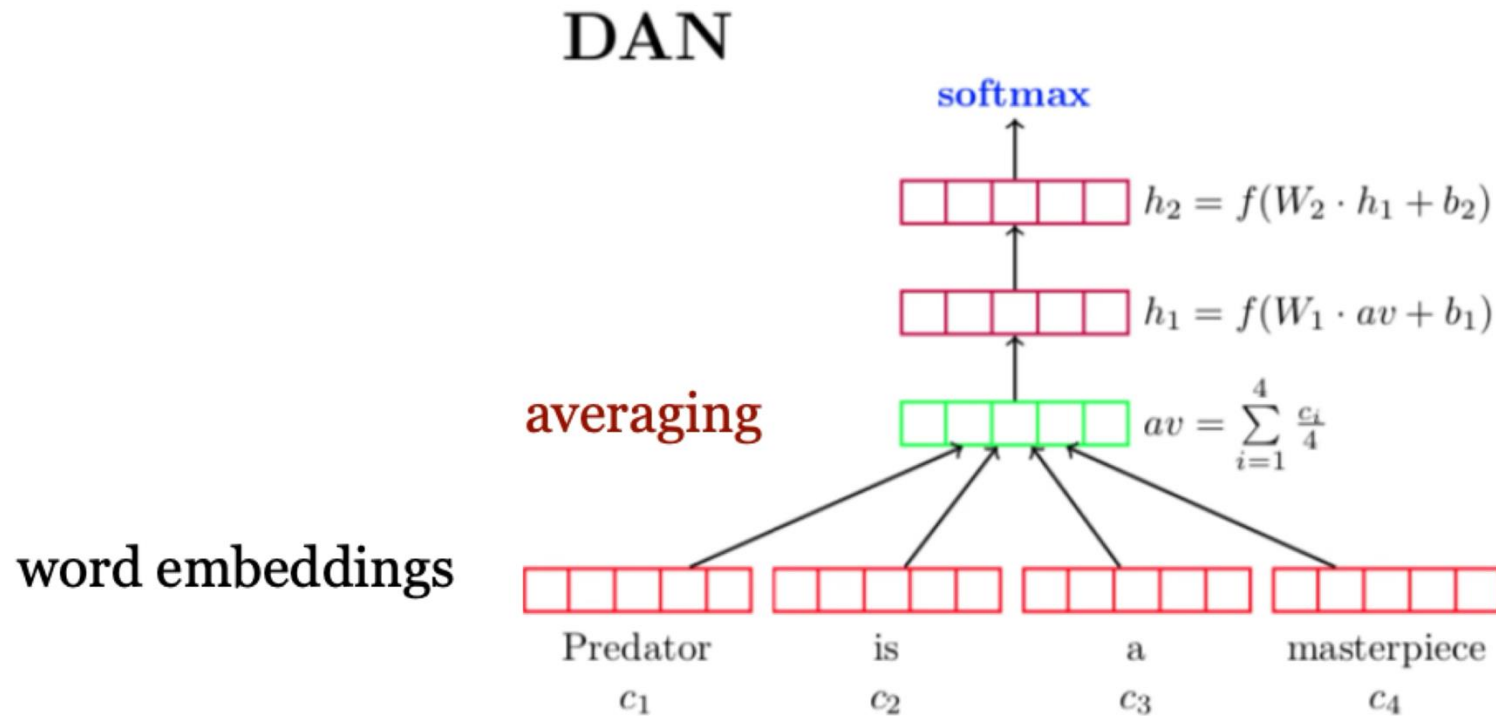 DAN
softmax
h₂ = f(W₂ · h₁ + b₂)
h₁ = f(W₁ · av + b₁)
averaging
av = ∑_{i=1}^{4} c_i/4
word embeddings
Predator is a masterpiece
c₁ c₂ c₃ c₄